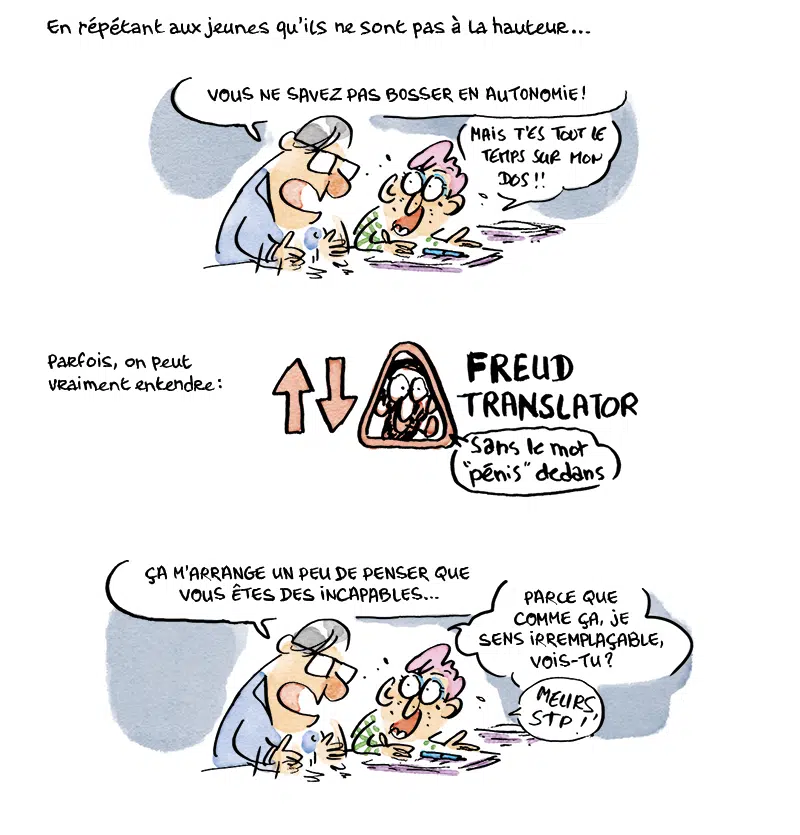 En répétant aux jeunes qu'ils ne sont pas à la hauteur...
VOUS NE SAVEZ PAS BOSSER EN AUTONOMIE!
MAIS T'ES TOUT LE
TEMPS SUR MON
DOS!!
Parfois, on peut
vraiment entendre:
FREUD
TRANSLATOR
Sans le mot
"pénis" dedans
ÇA M'ARRANGE UN PEU DE PENSER QUE
VOUS ÊTES DES INCAPABLES...
PARCE QUE
COMME ÇA, JE
SENS IRREMPLAÇABLE,
VOIS-TU?
MEURS
STP!